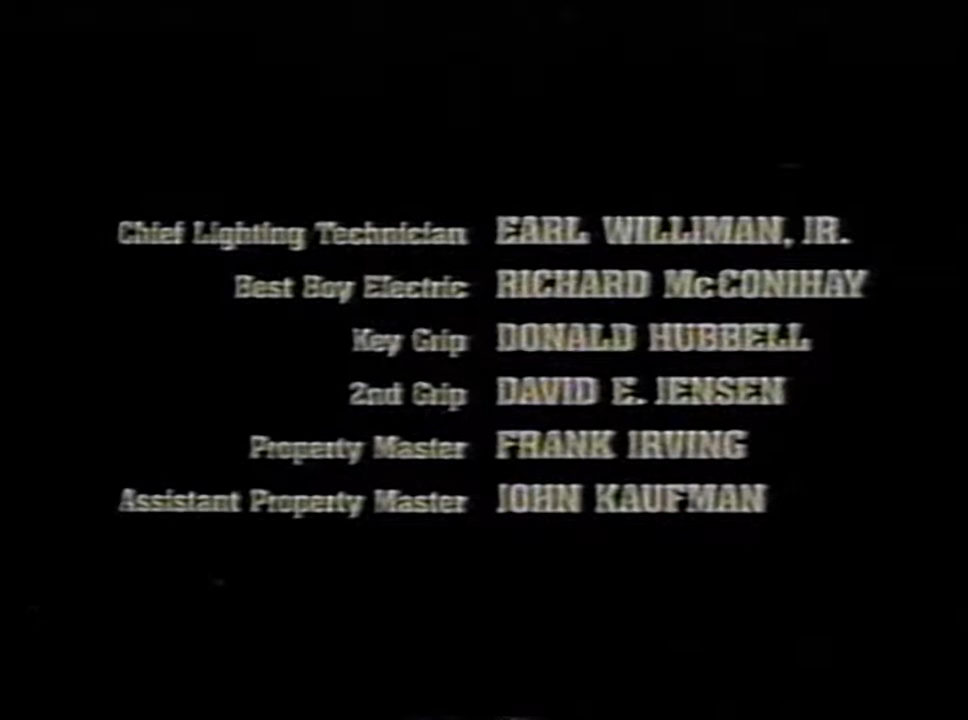 Chief Lighting Technician EARL WILLIMAN, JR.
Best Boy Electric RICHARD McCONIHAY
Key Grip DONALD HUBBELL
2nd Grip DAVID E. JENSEN
Property Master FRANK IRVING
Assistant Property Master JOHN KAUFMAN